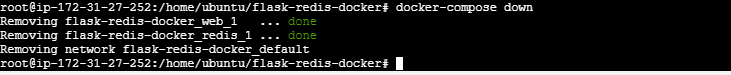 root@ip-172-31-27-252:/home/ubuntu/flask-redis-docker# docker-compose down
Removing flask-redis-docker_web_1   ... done
Removing flask-redis-docker_redis_1 ... done
Removing network flask-redis-docker_default
root@ip-172-31-27-252:/home/ubuntu/flask-redis-docker#